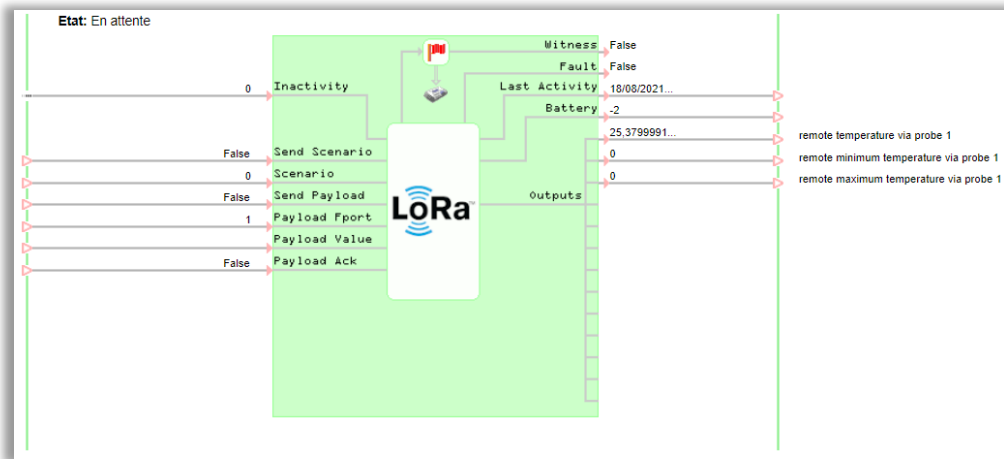 Etat: En attente
Witness False
Fault False
0 Inactivity
Last Activity 18/08/2021...
Battery -2
25,3799991... remote temperature via probe 1
False Send Scenario
0 remote minimum temperature via probe 1
0 Scenario
0 remote maximum temperature via probe 1
False Send Payload
Outputs
LoRa
1 Payload Fport
Payload Value
False Payload Ack